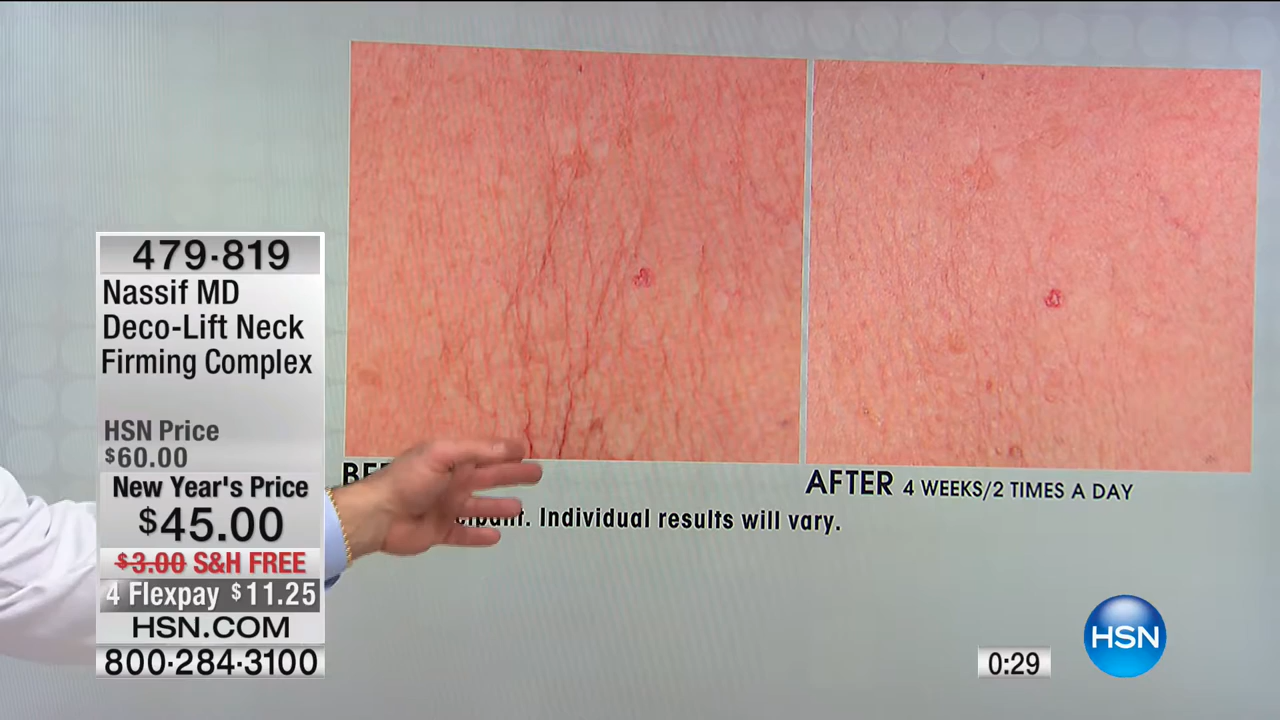 479-819
Nassif MD
Deco-Lift Neck
Firming Complex
HSN Price
$60.00
New Year's Price
$45.00
$3.00 S&H FREE
4 Flexpay $11.25
HSN.COM
800-284-3100
AFTER 4 WEEKS/2 TIMES A DAY
Individual results will vary.
0:29
HSN